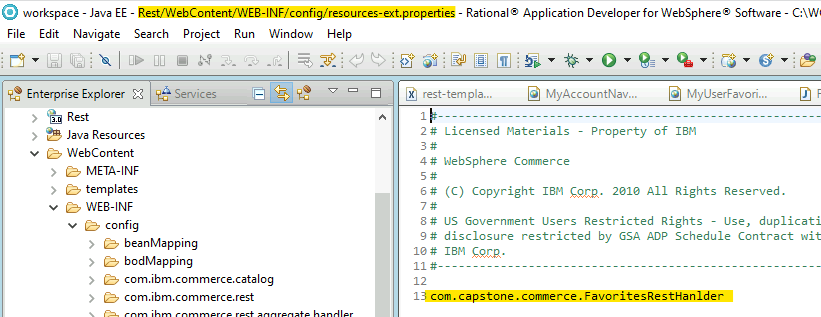 workspace - Java EE - Rest/WebContent/WEB-INF/config/resources-ext.properties - Rational® Application Developer for WebSphere® Software - C:\W
File Edit Navigate Search Project Run Window Help
Enterprise Explorer
Services
rest-templa...
MyAccountNav...
MyUserFavori...
Rest
Java Resources
WebContent
META-INF
templates
WEB-INF
config
beanMapping
bodMapping
com.ibm.commerce.catalog
com.ibm.commerce.rest
com.ibm.commerce.rest.aggregate.handler
1 #-----------------------------------------------------
2 # Licensed Materials - Property of IBM
3 #
4 # WebSphere Commerce
5 #
6 # (C) Copyright IBM Corp. 2010 All Rights Reserved.
7 #
8 # US Government Users Restricted Rights - Use, duplicati
9 # disclosure restricted by GSA ADP Schedule Contract wit
10 # IBM Corp.
11 #-----------------------------------------------------
12
13 com.capstone.commerce.FavoritesRestHanlder